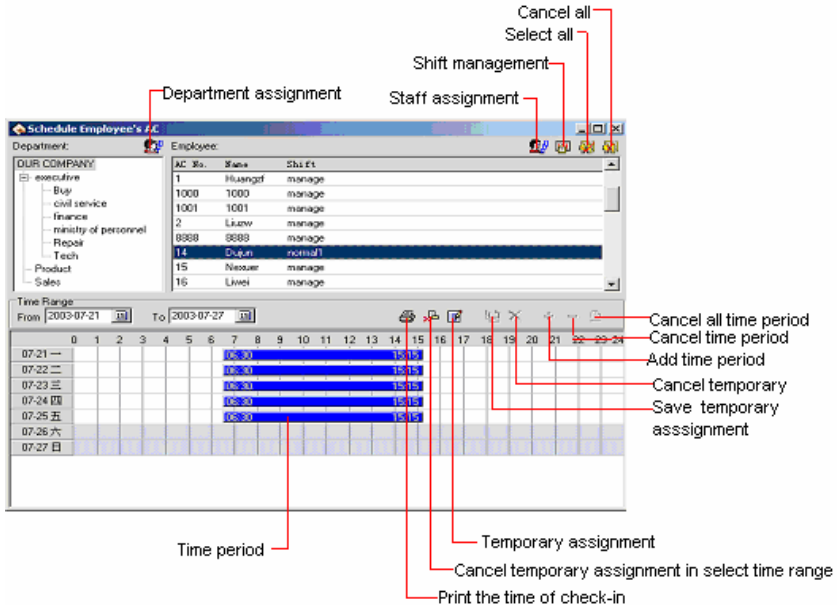 Cancel all
Select all
Shift management
Department assignment
Staff assignment
Schedule Employee's AC
Department:
Employee:
OUR COMPANY
executive
Buy
civil service
finance
ministry of personnel
Repair
Tech
Product
Sales
AC No. Name Shift
1 Huangzf manage
1000 1000 manage
1001 1001 manage
2 Liuzw manage
8888 8888 manage
14 Dujun normal1
15 Nexuer manage
16 Liwei manage
Time Range
From 2003-07-21 To 2003-07-27
Cancel all time period
Cancel time period
Add time period
Cancel temporary
Save temporary
asssignment
0 1 2 3 4 5 6 7 8 9 10 11 12 13 14 15 16 17 18 19 20 21 22 23 24
07-21 一 06:30 15:15
07-22 二 06:30 15:15
07-23 三 06:30 15:15
07-24 四 06:30 15:15
07-25 五 06:30 15:15
07-26 六
07-27 日
Time period
Temporary assignment
Cancel temporary assignment in select time range
Print the time of check-in